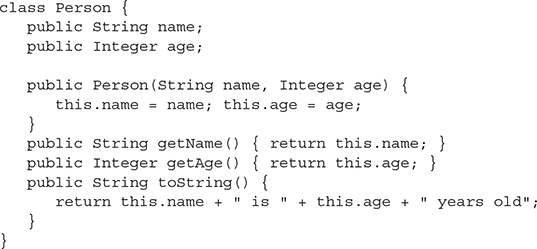 class Person {
   public String name;
   public Integer age;

   public Person(String name, Integer age) {
      this.name = name; this.age = age;
   }
   public String getName() { return this.name; }
   public Integer getAge() { return this.age; }
   public String toString() {
      return this.name + " is " + this.age + " years old";
   }
}